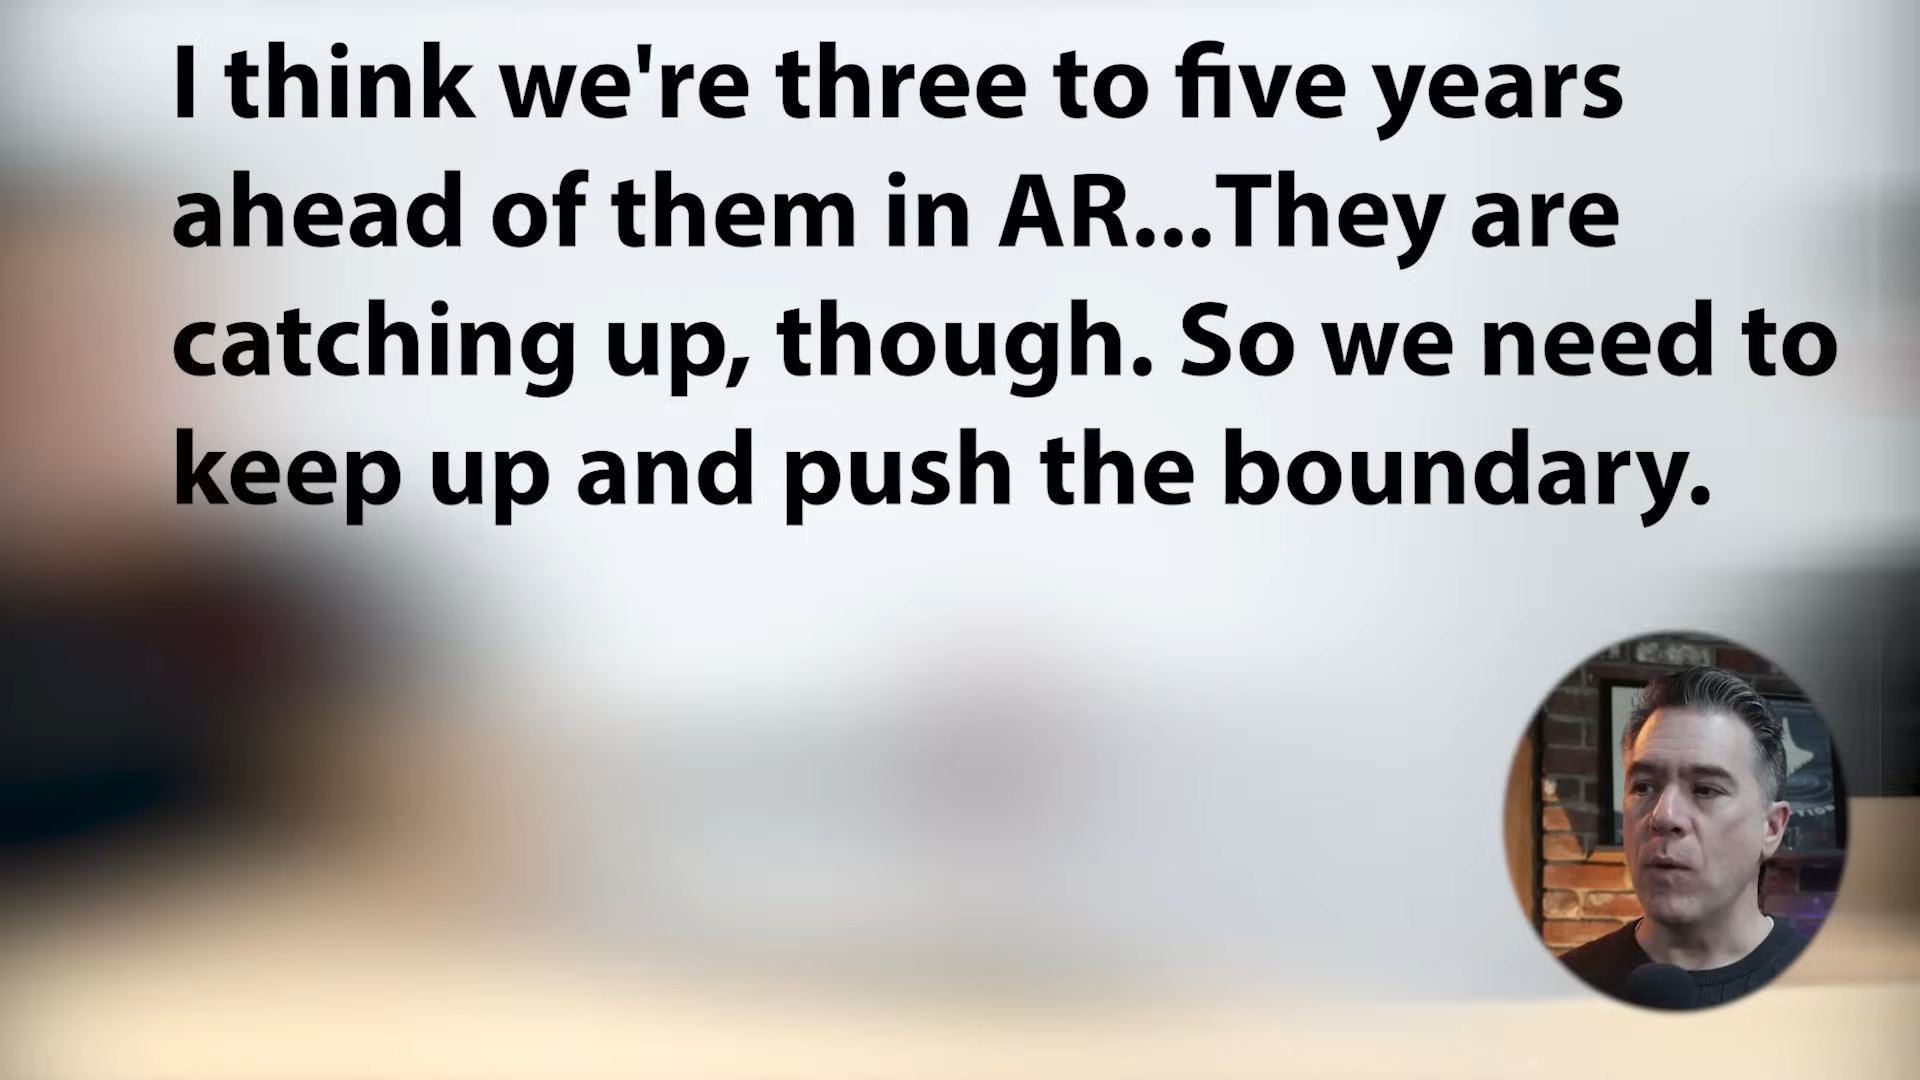 I think we're three to five years
ahead of them in AR...They are
catching up, though. So we need to
keep up and push the boundary.